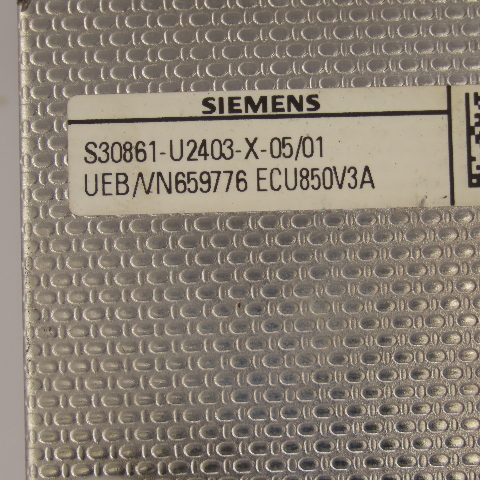 SIEMENS
S30861-U2403-X-05/01
UEB/VN659776 ECU850V3A